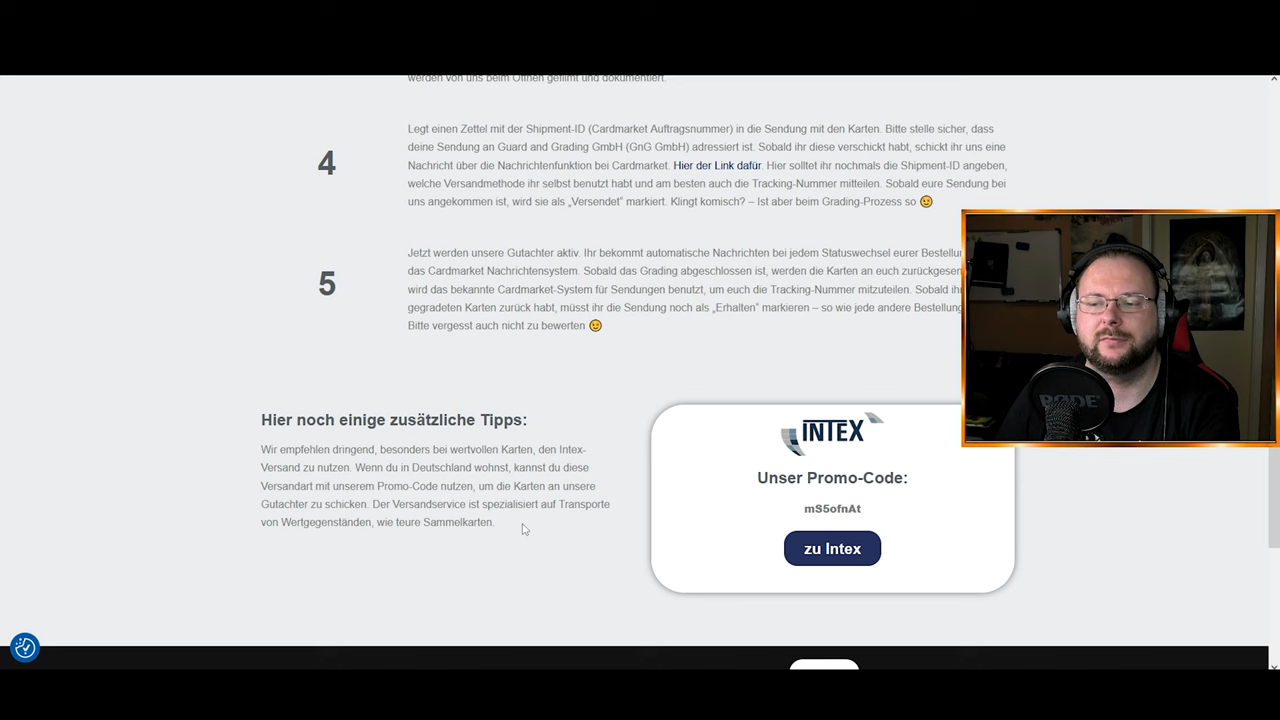 werden von uns beim Öffnen gefilmt und dokumentiert.
4
Legt einen Zettel mit der Shipment-ID (Cardmarket Auftragsnummer) in die Sendung mit den Karten. Bitte stelle sicher, dass
deine Sendung an Guard and Grading GmbH (GnG GmbH) adressiert ist. Sobald ihr diese verschickt habt, schickt ihr uns eine
Nachricht über die Nachrichtenfunktion bei Cardmarket. Hier der Link dafür. Hier solltet ihr nochmals die Shipment-ID angeben,
welche Versandmethode ihr selbst benutzt habt und am besten auch die Tracking-Nummer mitteilen. Sobald eure Sendung bei
uns angekommen ist, wird sie als „Versendet” markiert. Klingt komisch? – Ist aber beim Grading-Prozess so 😉
5
Jetzt werden unsere Gutachter aktiv. Ihr bekommt automatische Nachrichten bei jedem Statuswechsel eurer Bestellu
das Cardmarket Nachrichtensystem. Sobald das Grading abgeschlossen ist, werden die Karten an euch zurückgesen
wird das bekannte Cardmarket-System für Sendungen benutzt, um euch die Tracking-Nummer mitzuteilen. Sobald ih
gegradeten Karten zurück habt, müsst ihr die Sendung noch als „Erhalten” markieren – so wie jede andere Bestellung
Bitte vergesst auch nicht zu bewerten 😉
Hier noch einige zusätzliche Tipps:
Wir empfehlen dringend, besonders bei wertvollen Karten, den Intex-
Versand zu nutzen. Wenn du in Deutschland wohnst, kannst du diese
Versandart mit unserem Promo-Code nutzen, um die Karten an unsere
Gutachter zu schicken. Der Versandservice ist spezialisiert auf Transporte
von Wertgegenständen, wie teure Sammelkarten.
INTEX
Unser Promo-Code:
mS5ofnAt
zu Intex
RØDE